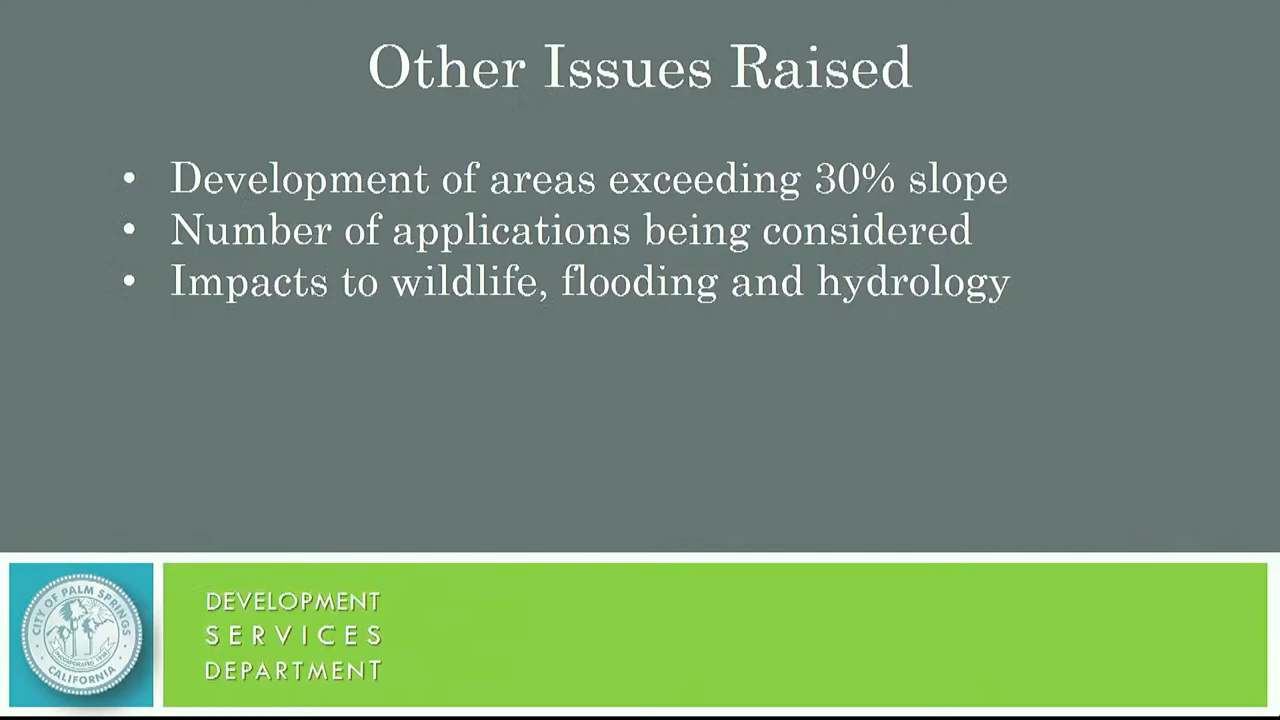 Other Issues Raised
• Development of areas exceeding 30% slope
• Number of applications being considered
• Impacts to wildlife, flooding and hydrology
CITY OF PALM SPRINGS
CALIFORNIA
DEVELOPMENT
SERVICES
DEPARTMENT